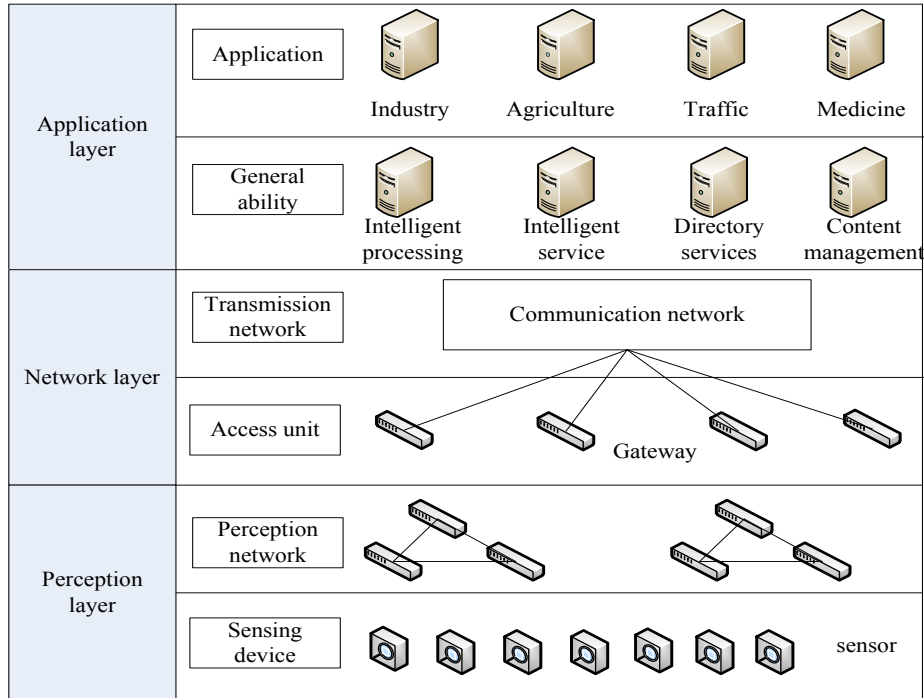 Application
layer
Application
Industry
Agriculture
Traffic
Medicine
General
ability
Intelligent
processing
Intelligent
service
Directory
services
Content
management
Network layer
Transmission
network
Communication network
Access unit
Gateway
Perception
layer
Perception
network
Sensing
device
sensor